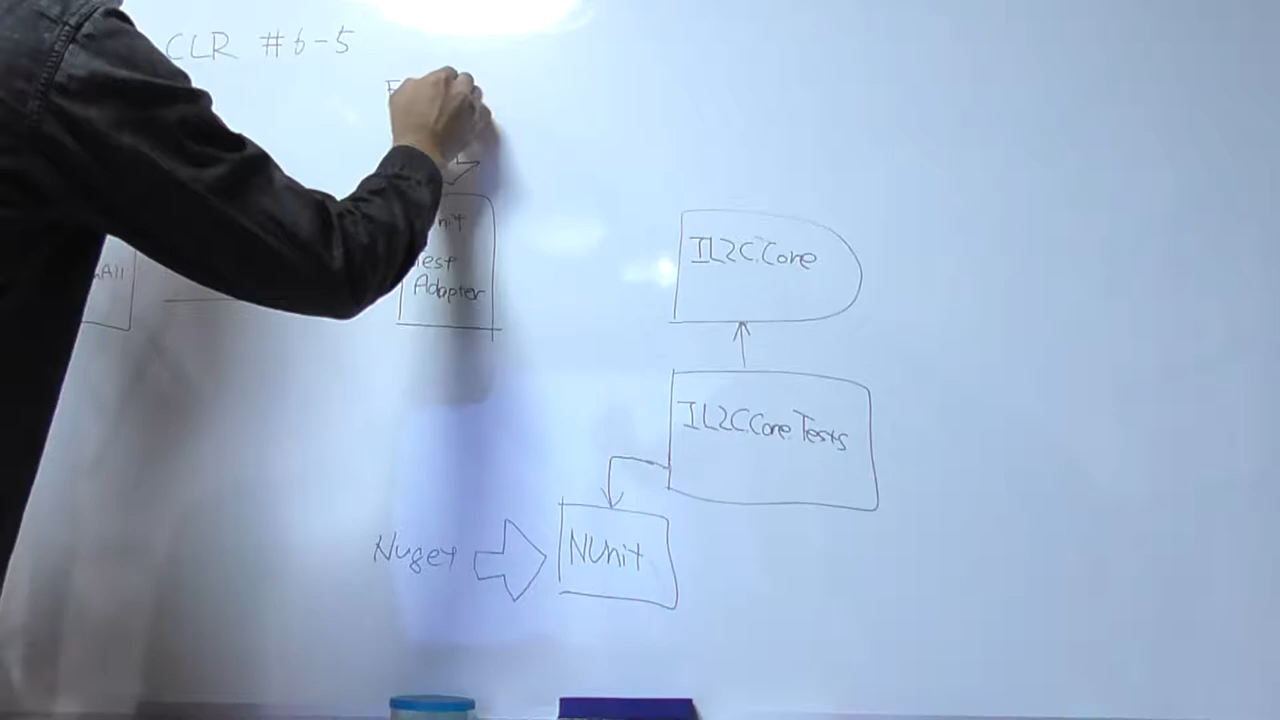 CLR #6-5
Adapter
IL2C.Core
IL2C.Core.Tests
Nuget
NUnit